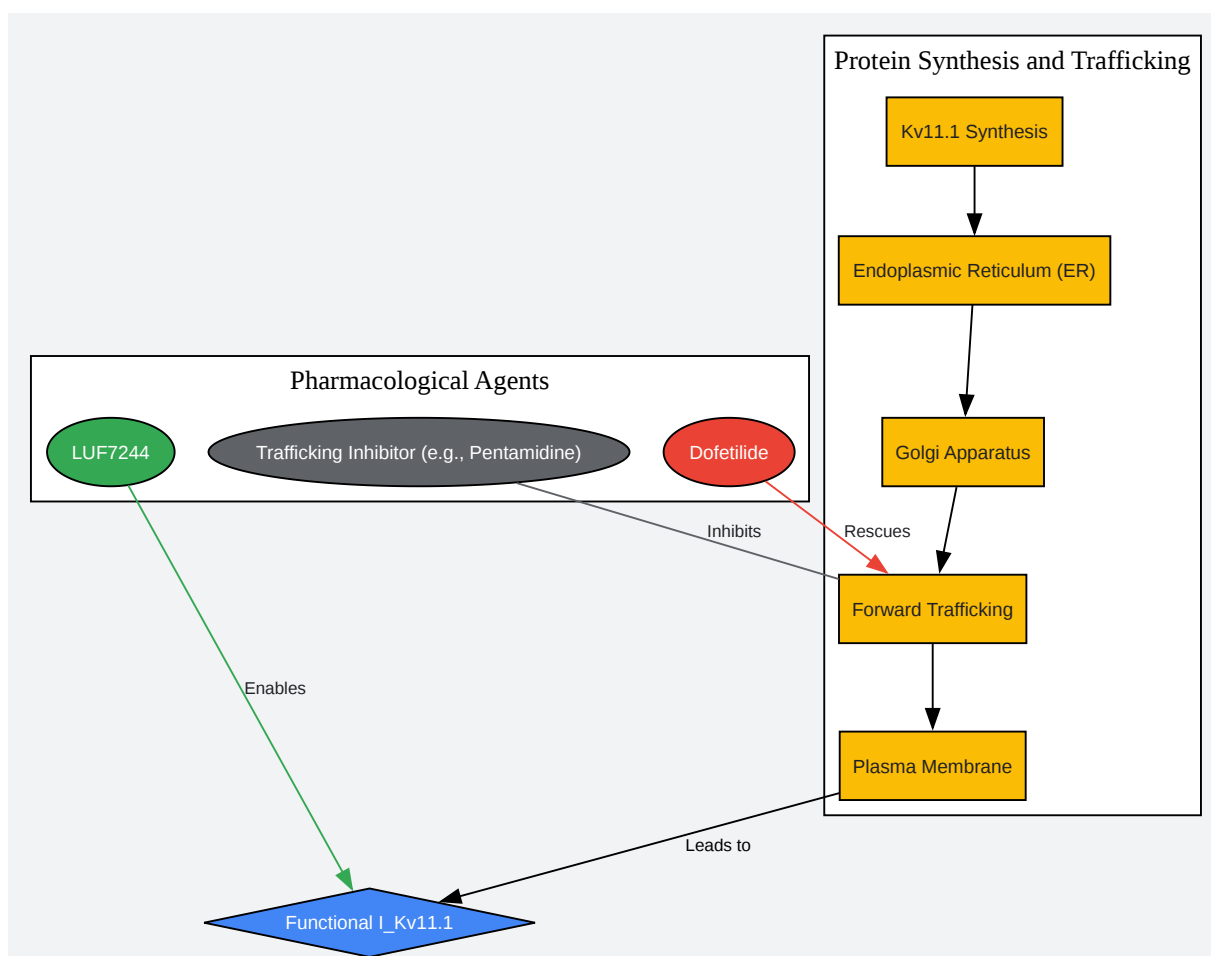 Protein Synthesis and Trafficking
Kv11.1 Synthesis
Endoplasmic Reticulum (ER)
Pharmacological Agents
LUF7244
Trafficking Inhibitor (e.g., Pentamidine)
Dofetilide
Golgi Apparatus
Inhibits
Rescues
Forward Trafficking
Enables
Plasma Membrane
Leads to
Functional I_Kv11.1